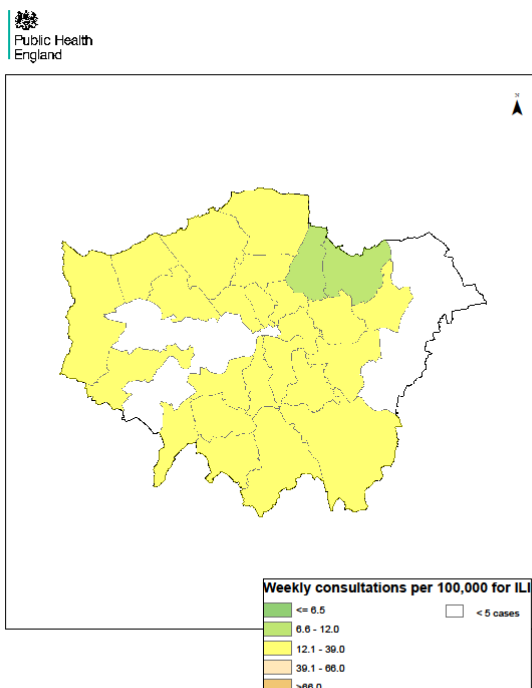 Public Health
England
N
Weekly consultations per 100,000 for ILI
<= 6.5
< 5 cases
6.6 - 12.0
12.1 - 39.0
39.1 - 66.0
>66.0